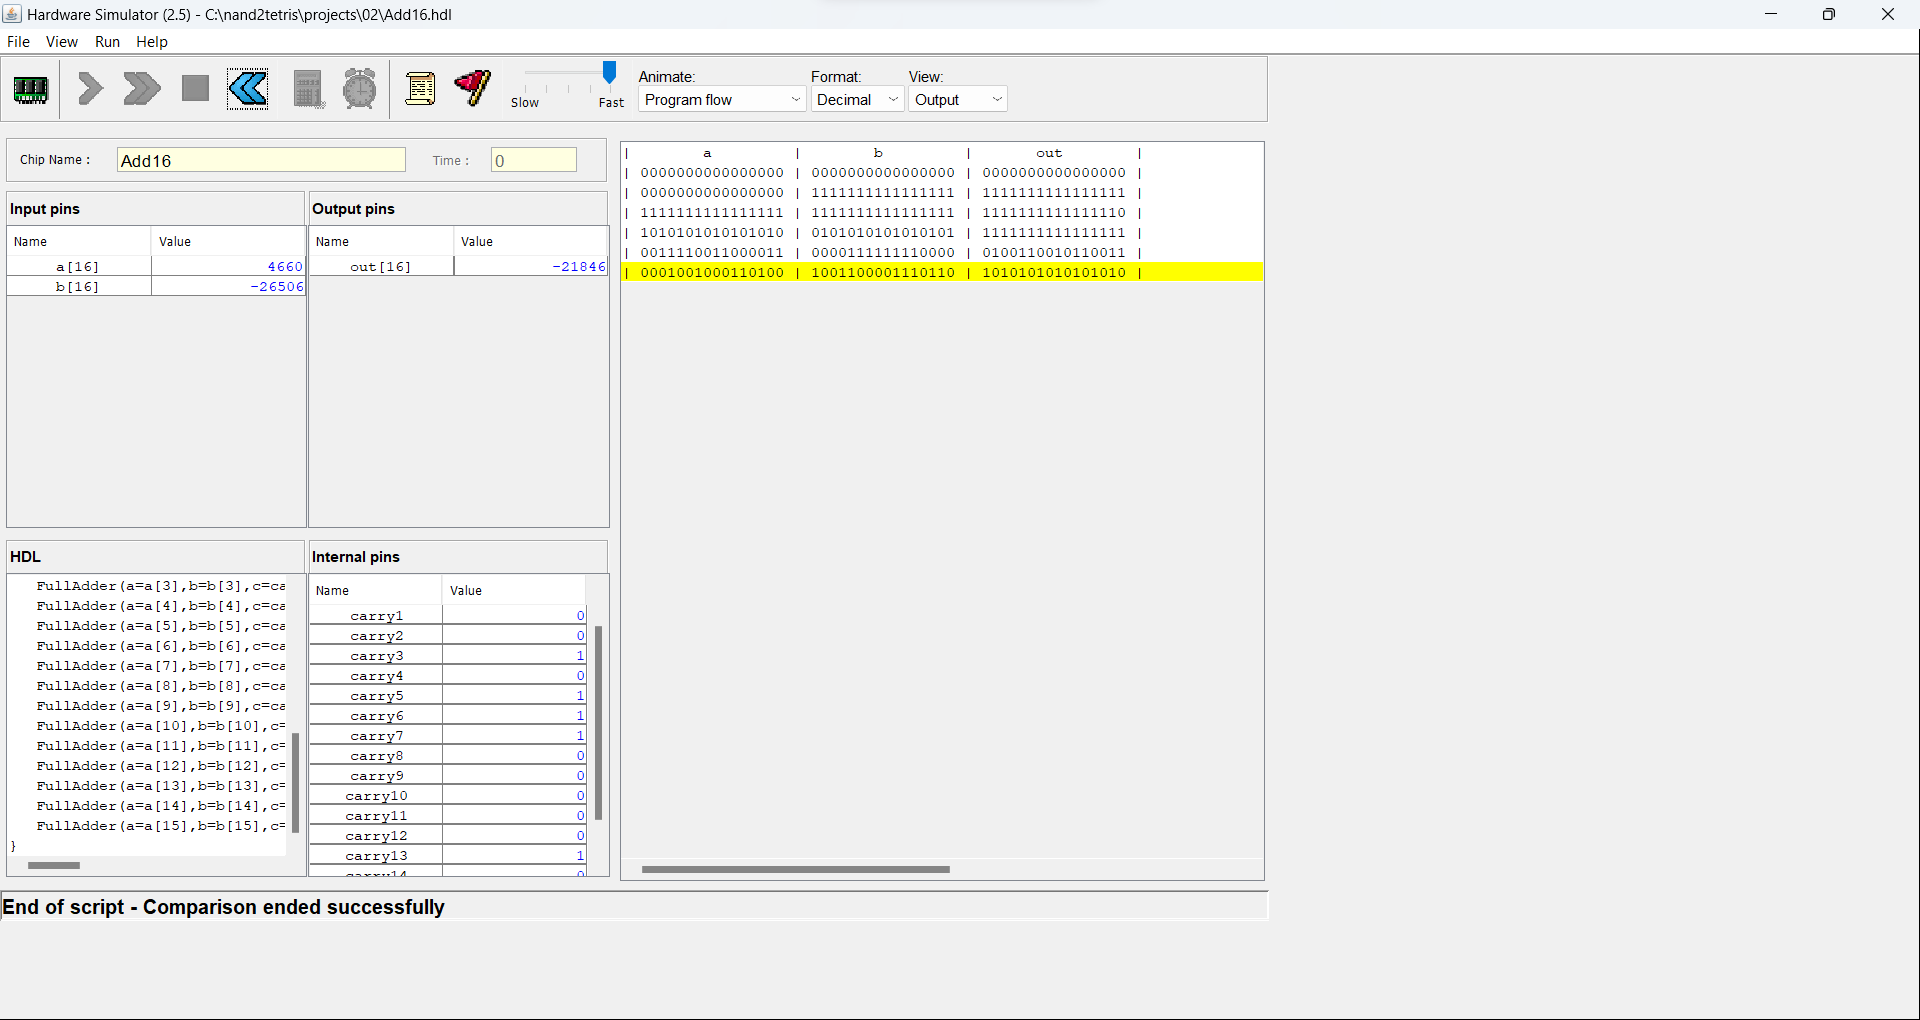 Hardware Simulator (2.5) - C:\nand2tetris\projects\02\Add16.hdl
File View Run Help
Slow Fast
Animate: Format: View:
Program flow Decimal Output
Chip Name : Add16 Time : 0
Input pins
Name Value
a[16] 4660
b[16] -26506
Output pins
Name Value
out[16] -21846
| a | b | out |
| 0000000000000000 | 0000000000000000 | 0000000000000000 |
| 0000000000000000 | 1111111111111111 | 1111111111111111 |
| 1111111111111111 | 1111111111111111 | 1111111111111110 |
| 1010101010101010 | 0101010101010101 | 1111111111111111 |
| 0011110011000011 | 0000111111110000 | 0100110010110011 |
| 0001001000110100 | 1001100001110110 | 1010101010101010 |
HDL
FullAdder(a=a[3],b=b[3],c=ca
FullAdder(a=a[4],b=b[4],c=ca
FullAdder(a=a[5],b=b[5],c=ca
FullAdder(a=a[6],b=b[6],c=ca
FullAdder(a=a[7],b=b[7],c=ca
FullAdder(a=a[8],b=b[8],c=ca
FullAdder(a=a[9],b=b[9],c=ca
FullAdder(a=a[10],b=b[10],c=
FullAdder(a=a[11],b=b[11],c=
FullAdder(a=a[12],b=b[12],c=
FullAdder(a=a[13],b=b[13],c=
FullAdder(a=a[14],b=b[14],c=
FullAdder(a=a[15],b=b[15],c=
}
Internal pins
Name Value
carry1 0
carry2 0
carry3 1
carry4 0
carry5 1
carry6 1
carry7 1
carry8 0
carry9 0
carry10 0
carry11 0
carry12 0
carry13 1
carry14 0
End of script - Comparison ended successfully